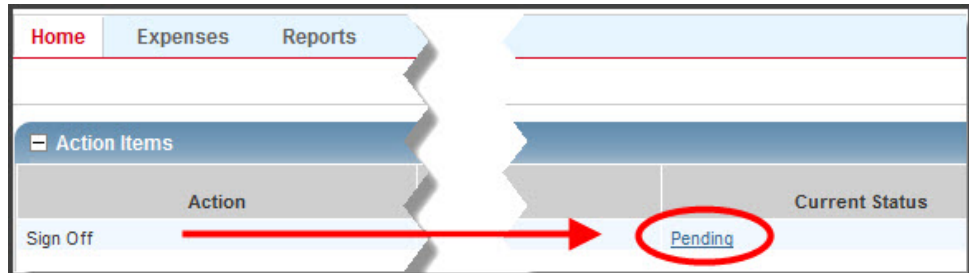 Home Expenses Reports
Action Items
Action Current Status
Sign Off Pending